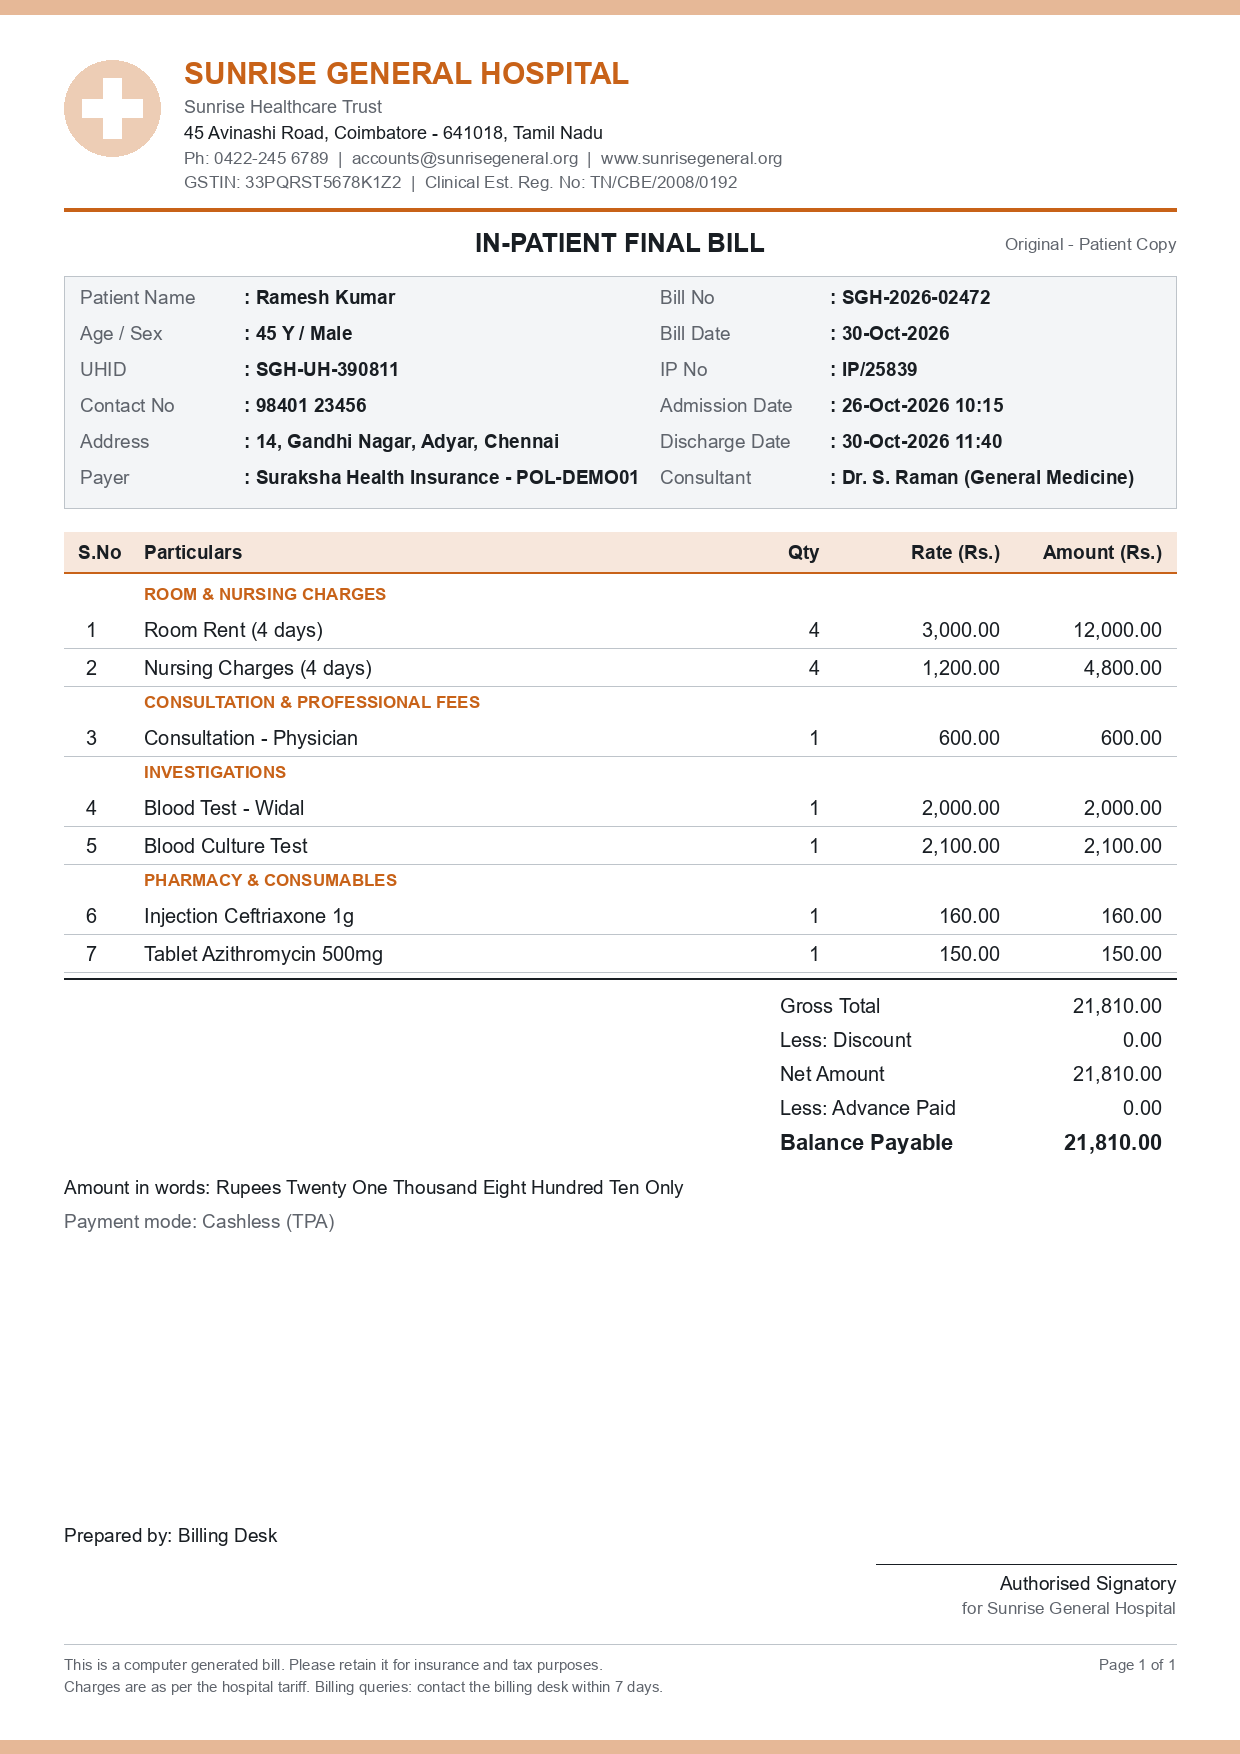 SUNRISE GENERAL HOSPITAL
Sunrise Healthcare Trust
45 Avinashi Road, Coimbatore - 641018, Tamil Nadu
Ph: 0422-245 6789 | accounts@sunrisegeneral.org | www.sunrisegeneral.org
GSTIN: 33PQRST5678K1Z2 | Clinical Est. Reg. No: TN/CBE/2008/0192
IN-PATIENT FINAL BILL Original - Patient Copy
Patient Name : Ramesh Kumar Bill No : SGH-2026-02472
Age / Sex : 45 Y / Male Bill Date : 30-Oct-2026
UHID : SGH-UH-390811 IP No : IP/25839
Contact No : 98401 23456 Admission Date : 26-Oct-2026 10:15
Address : 14, Gandhi Nagar, Adyar, Chennai Discharge Date : 30-Oct-2026 11:40
Payer : Suraksha Health Insurance - POL-DEMO01 Consultant : Dr. S. Raman (General Medicine)
S.No Particulars Qty Rate (Rs.) Amount (Rs.)
ROOM & NURSING CHARGES
1 Room Rent (4 days) 4 3,000.00 12,000.00
2 Nursing Charges (4 days) 4 1,200.00 4,800.00
CONSULTATION & PROFESSIONAL FEES
3 Consultation - Physician 1 600.00 600.00
INVESTIGATIONS
4 Blood Test - Widal 1 2,000.00 2,000.00
5 Blood Culture Test 1 2,100.00 2,100.00
PHARMACY & CONSUMABLES
6 Injection Ceftriaxone 1g 1 160.00 160.00
7 Tablet Azithromycin 500mg 1 150.00 150.00
Gross Total 21,810.00
Less: Discount 0.00
Net Amount 21,810.00
Less: Advance Paid 0.00
Balance Payable 21,810.00
Amount in words: Rupees Twenty One Thousand Eight Hundred Ten Only
Payment mode: Cashless (TPA)
Prepared by: Billing Desk
Authorised Signatory
for Sunrise General Hospital
This is a computer generated bill. Please retain it for insurance and tax purposes. Page 1 of 1
Charges are as per the hospital tariff. Billing queries: contact the billing desk within 7 days.